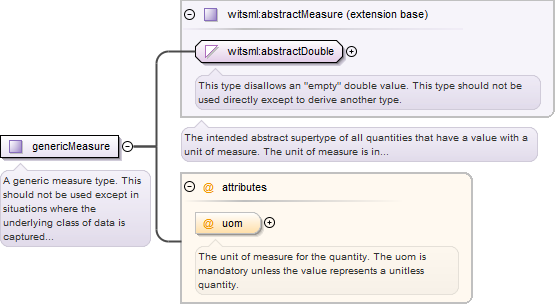 witsml:abstractMeasure (extension base)
witsml:abstractDouble
This type disallows an "empty" double value. This type should not be
used directly except to derive another type.
The intended abstract supertype of all quantities that have a value with a
unit of measure. The unit of measure is in...
genericMeasure
A generic measure type. This
should not be used except in
situations where the
underlying class of data is
captured...
@ attributes
@ uom
The unit of measure for the quantity. The uom is
mandatory unless the value represents a unitless
quantity.